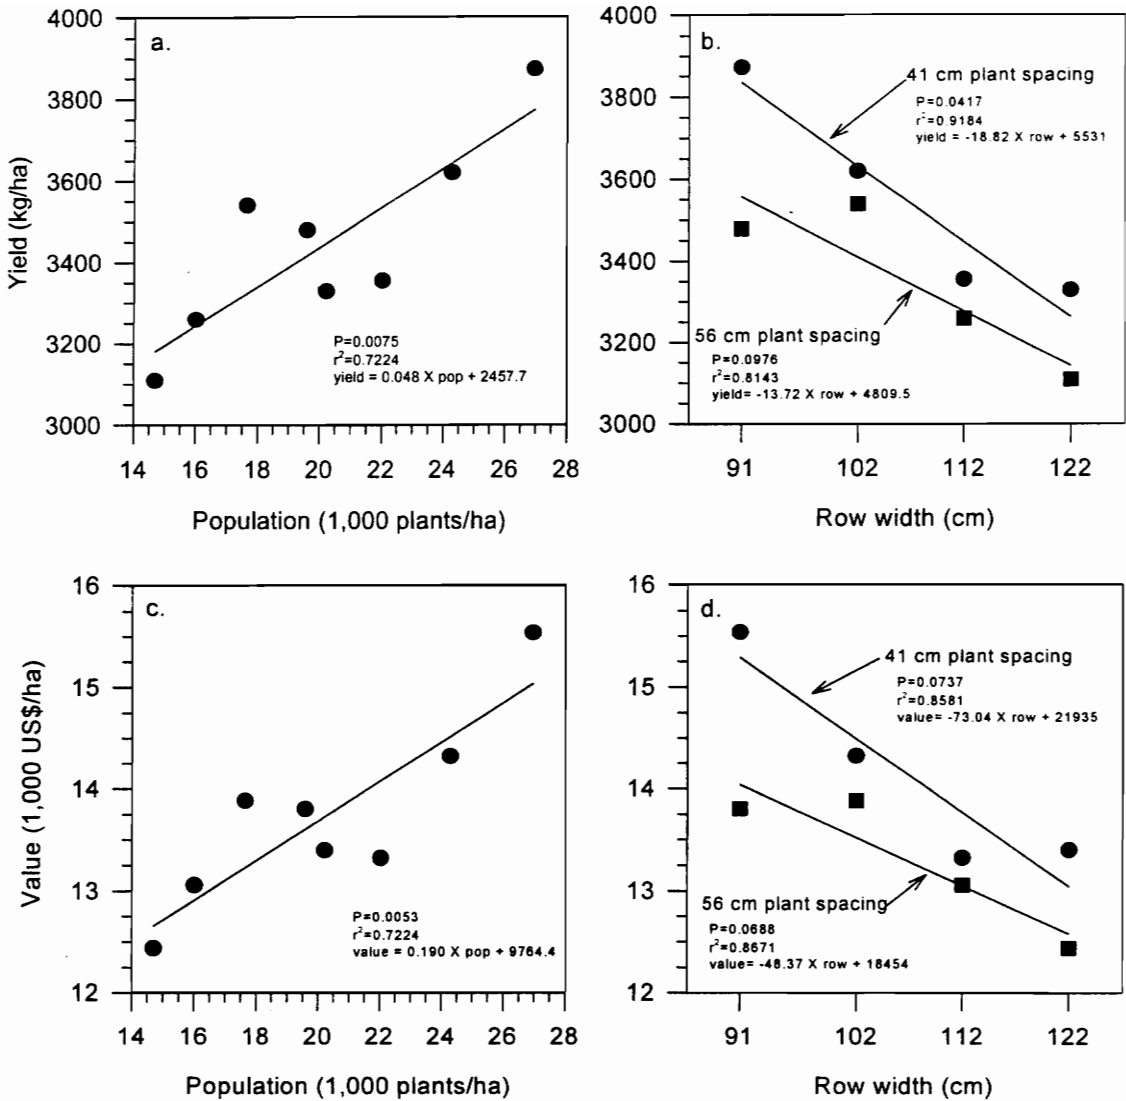 a.
Yield (kg/ha)
4000
3800
3600
3400
3200
3000
P=0.0075
r²=0.7224
yield = 0.048 X pop + 2457.7
14 16 18 20 22 24 26 28
Population (1,000 plants/ha)
b.
4000
3800
3600
3400
3200
3000
41 cm plant spacing
P=0.0417
r²=0.9184
yield = -18.82 X row + 5531
56 cm plant spacing
P=0.0976
r²=0.8143
yield= -13.72 X row + 4809.5
91 102 112 122
Row width (cm)
c.
Value (1,000 US$/ha)
16
15
14
13
12
P=0.0053
r²=0.7224
value = 0.190 X pop + 9764.4
14 16 18 20 22 24 26 28
Population (1,000 plants/ha)
d.
16
15
14
13
12
41 cm plant spacing
P=0.0737
r²=0.8581
value= -73.04 X row + 21935
56 cm plant spacing
P=0.0688
r²=0.8671
value= -48.37 X row + 18454
91 102 112 122
Row width (cm)